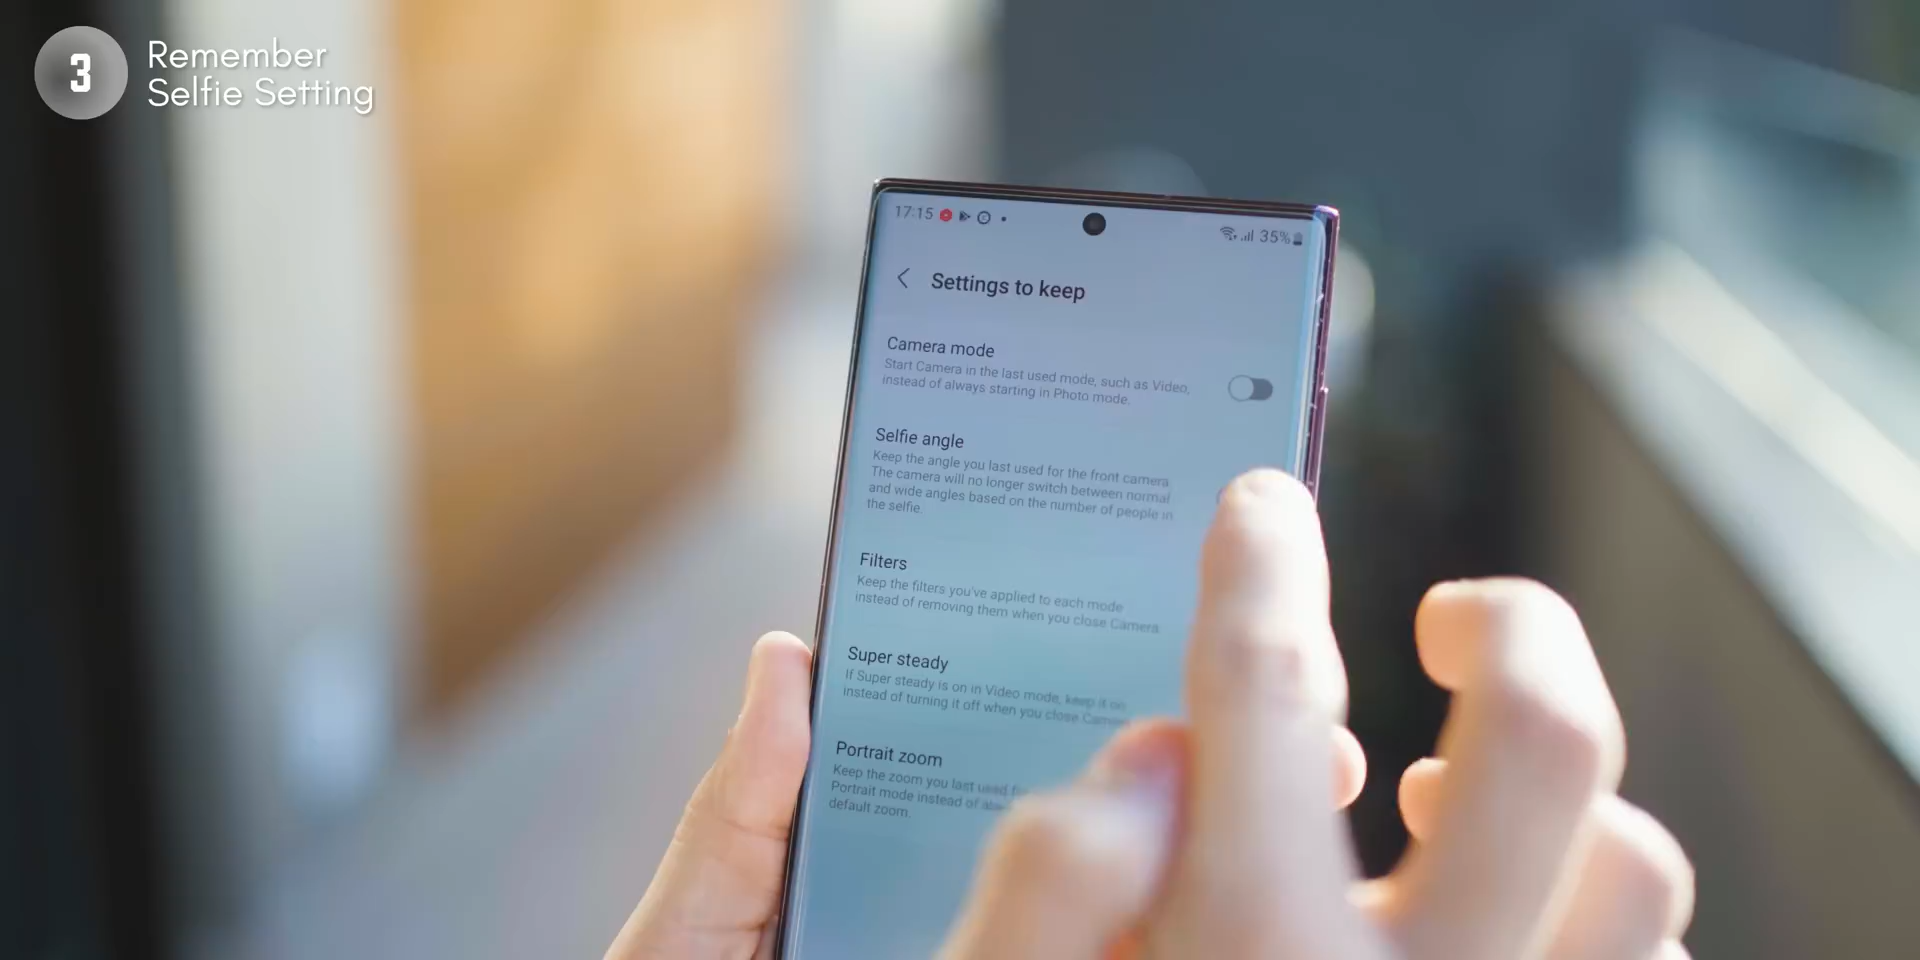 3
Remember
Selfie Setting
17:15
35%
Settings to keep
Camera mode
Start Camera in the last used mode, such as Video,
instead of always starting in Photo mode.
Selfie angle
Keep the angle you last used for the front camera.
The camera will no longer switch between normal
and wide angles based on the number of people in
the selfie.
Filters
Keep the filters you've applied to each mode
instead of removing them when you close Camera.
Super steady
If Super steady is on in Video mode, keep it on
instead of turning it off when you close Camera
Portrait zoom
Keep the zoom you last used
Portrait mode instead of
default zoom.